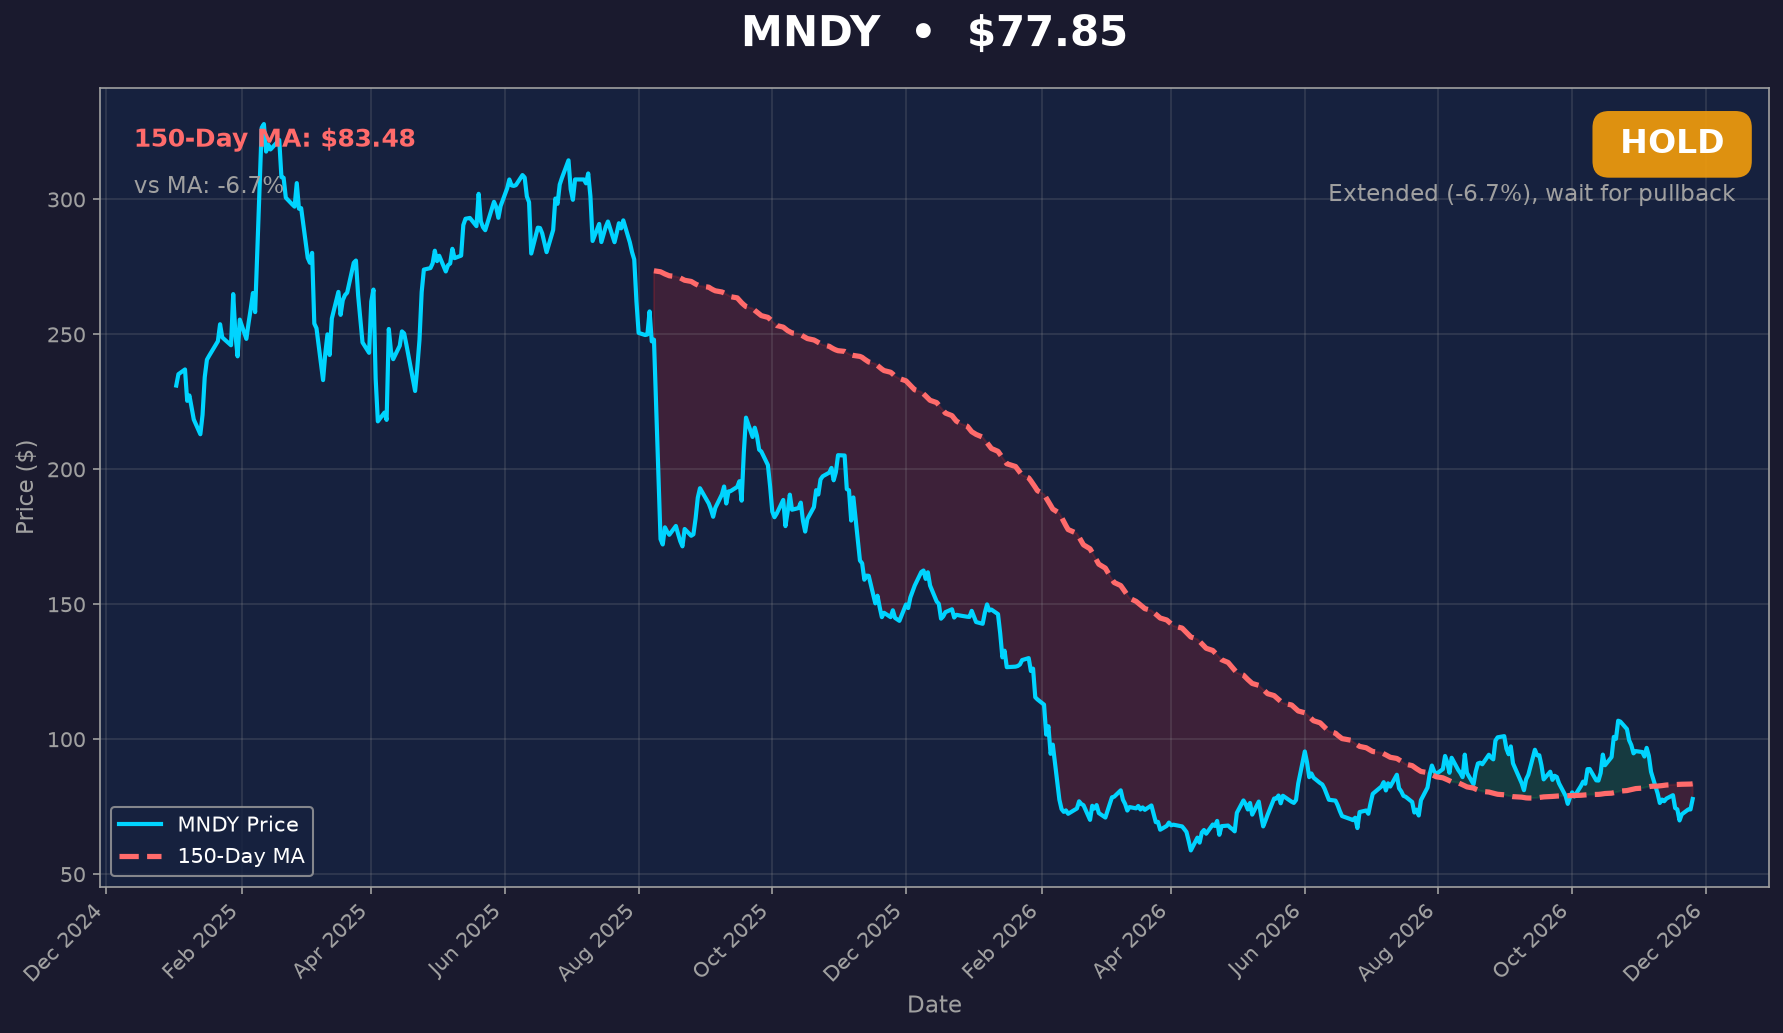 MNDY • $77.85
150-Day MA: $83.48
vs MA: -6.7%
HOLD
Extended (-6.7%), wait for pullback
Price ($)
300
250
200
150
100
50
MNDY Price
150-Day MA
Dec 2024
Feb 2025
Apr 2025
Jun 2025
Aug 2025
Oct 2025
Dec 2025
Feb 2026
Apr 2026
Jun 2026
Aug 2026
Oct 2026
Dec 2026
Date